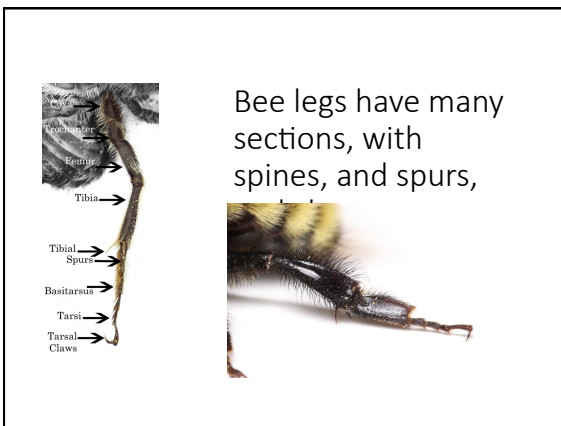 Coxa
Trochanter
Femur
Tibia
Tibial
Spurs
Basitarsus
Tarsi
Tarsal
Claws
Bee legs have many
sections, with
spines, and spurs,